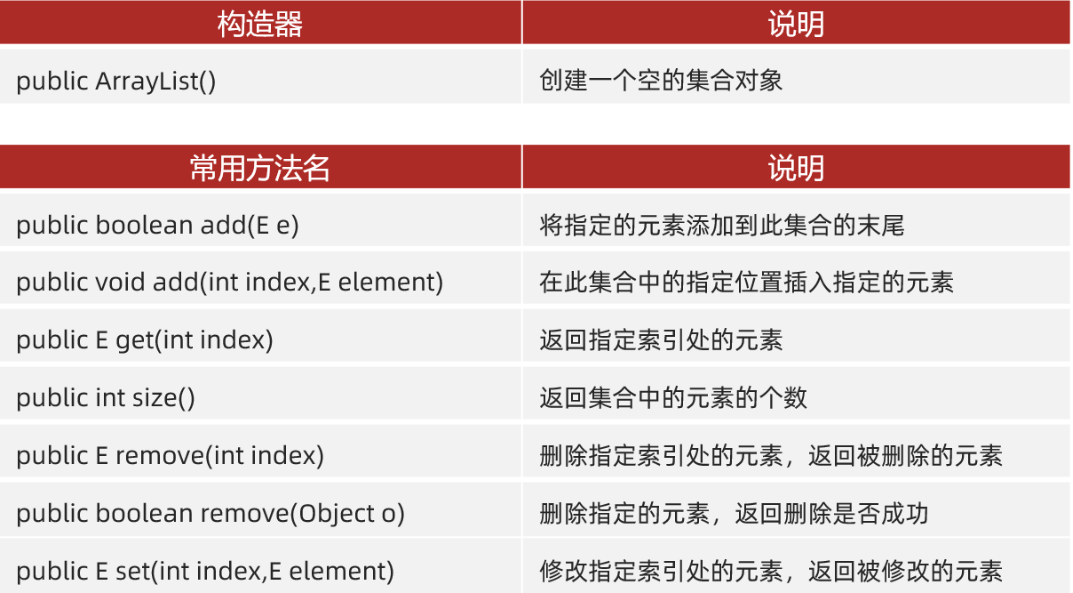 构造器 说明
public ArrayList() 创建一个空的集合对象
常用方法名 说明
public boolean add(E e) 将指定的元素添加到此集合的末尾
public void add(int index,E element) 在此集合中的指定位置插入指定的元素
public E get(int index) 返回指定索引处的元素
public int size() 返回集合中的元素的个数
public E remove(int index) 删除指定索引处的元素，返回被删除的元素
public boolean remove(Object o) 删除指定的元素，返回删除是否成功
public E set(int index,E element) 修改指定索引处的元素，返回被修改的元素